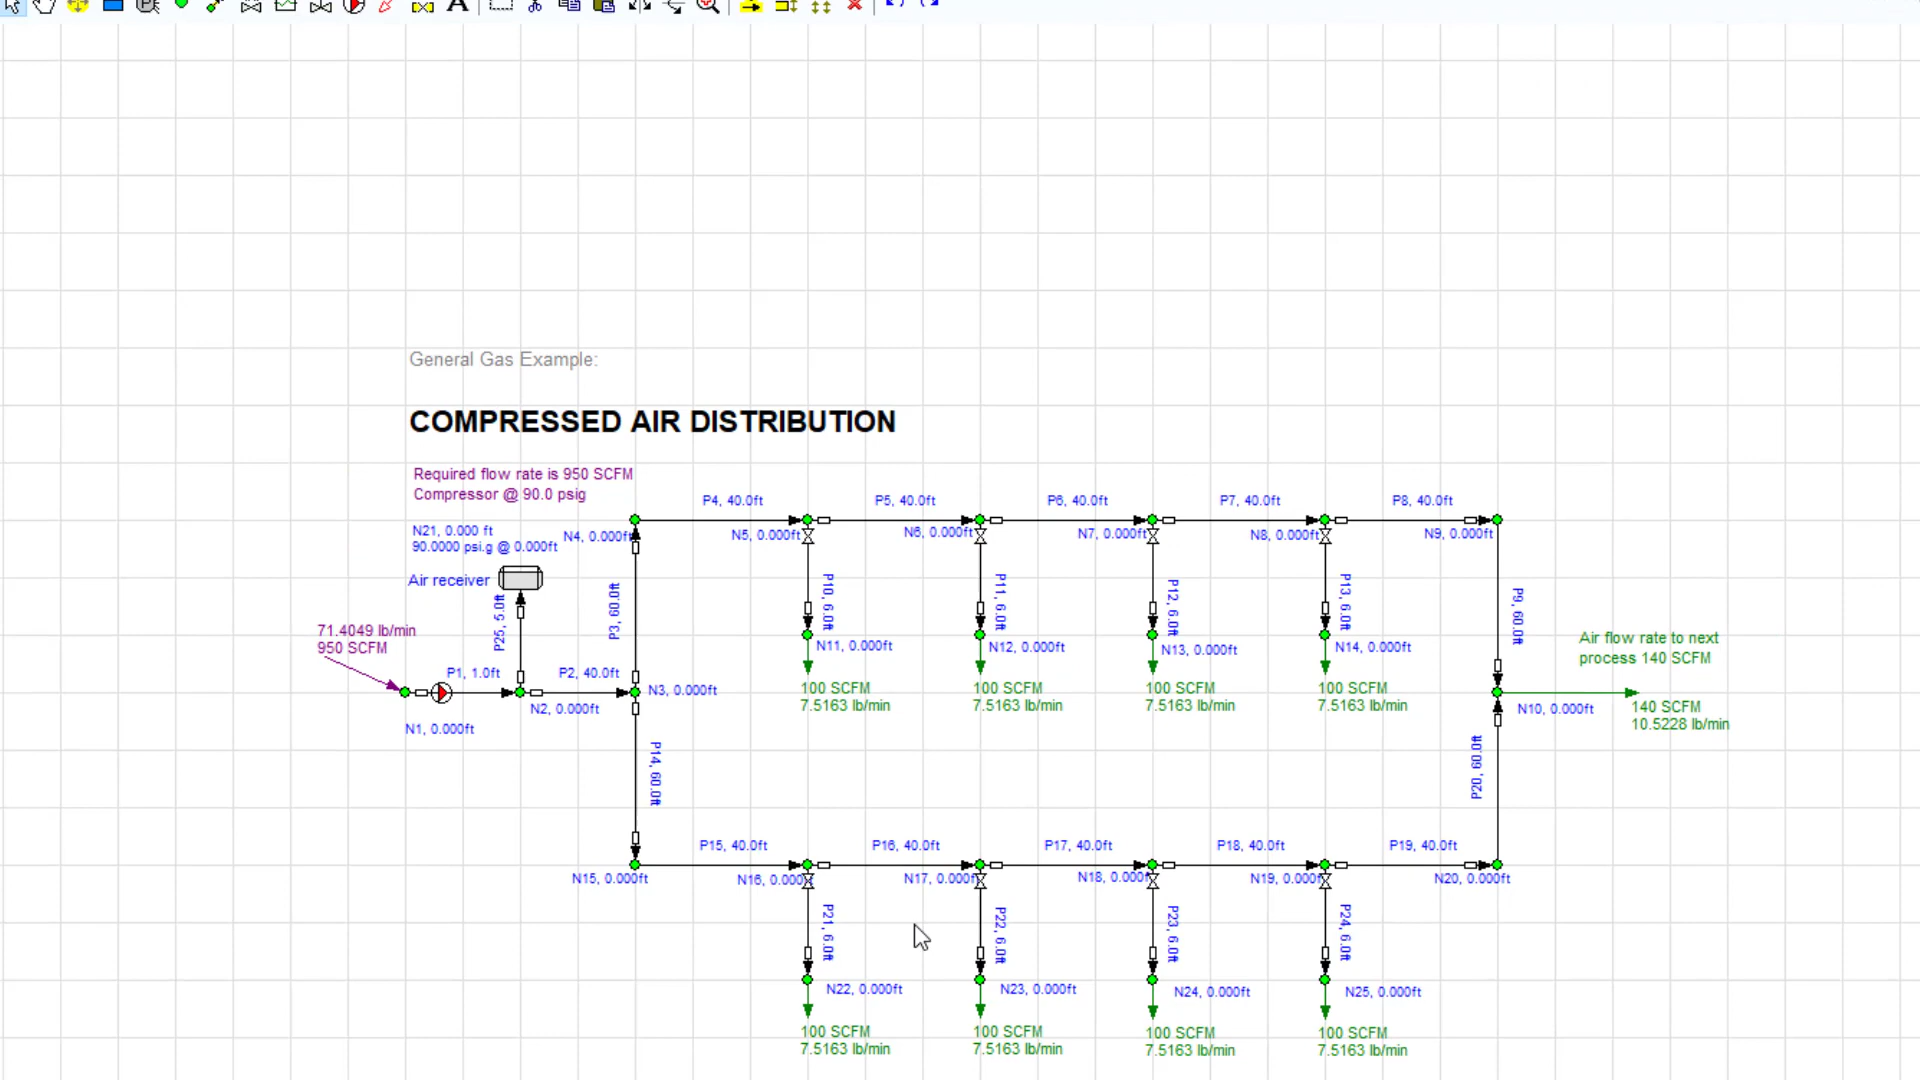 General Gas Example:
COMPRESSED AIR DISTRIBUTION
Required flow rate is 950 SCFM
Compressor @ 90.0 psig
N21, 0.000 ft
90.0000 psi.g @ 0.000ft
Air receiver
71.4049 lb/min
950 SCFM
P25, 5.0ft
P1, 1.0ft
P2, 40.0ft
N1, 0.000ft
N2, 0.000ft
N3, 0.000ft
P3, 60.0ft
N4, 0.000ft
P4, 40.0ft
P5, 40.0ft
P6, 40.0ft
P7, 40.0ft
P8, 40.0ft
N5, 0.000ft
N6, 0.000ft
N7, 0.000ft
N8, 0.000ft
N9, 0.000ft
P10, 6.0ft
P11, 6.0ft
P12, 6.0ft
P13, 6.0ft
P9, 60.0ft
N11, 0.000ft
N12, 0.000ft
N13, 0.000ft
N14, 0.000ft
Air flow rate to next
process 140 SCFM
100 SCFM
7.5163 lb/min
100 SCFM
7.5163 lb/min
100 SCFM
7.5163 lb/min
100 SCFM
7.5163 lb/min
N10, 0.000ft
140 SCFM
10.5228 lb/min
P14, 60.0ft
P20, 60.0ft
P15, 40.0ft
P16, 40.0ft
P17, 40.0ft
P18, 40.0ft
P19, 40.0ft
N15, 0.000ft
N16, 0.000f
N17, 0.000ft
N18, 0.000ft
N19, 0.000ft
N20, 0.000ft
P21, 6.0ft
P22, 6.0ft
P23, 6.0ft
P24, 6.0ft
N22, 0.000ft
N23, 0.000ft
N24, 0.000ft
N25, 0.000ft
100 SCFM
7.5163 lb/min
100 SCFM
7.5163 lb/min
100 SCFM
7.5163 lb/min
100 SCFM
7.5163 lb/min